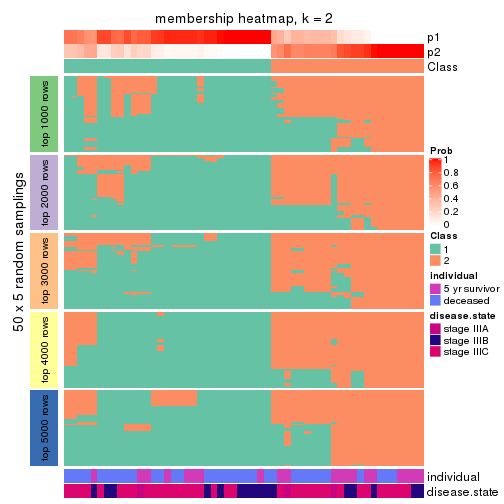 membership heatmap, k = 2
p1
p2
Class
50 x 5 random samplings
top 1000 rows
top 2000 rows
top 3000 rows
top 4000 rows
top 5000 rows
individual
disease.state
Prob
1
0.8
0.6
0.4
0.2
0
Class
1
2
individual
5 yr survivor
deceased
disease.state
stage IIIA
stage IIIB
stage IIIC